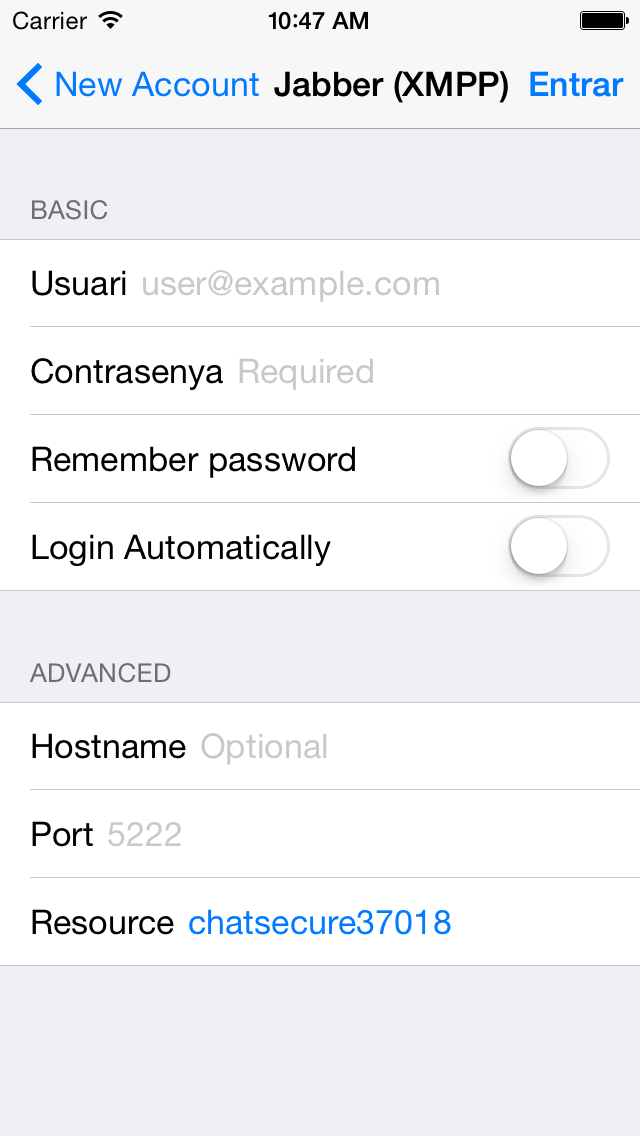 Carrier 10:47 AM
New Account Jabber (XMPP) Entrar
BASIC
Usuari user@example.com
Contrasenya Required
Remember password
Login Automatically
ADVANCED
Hostname Optional
Port 5222
Resource chatsecure37018